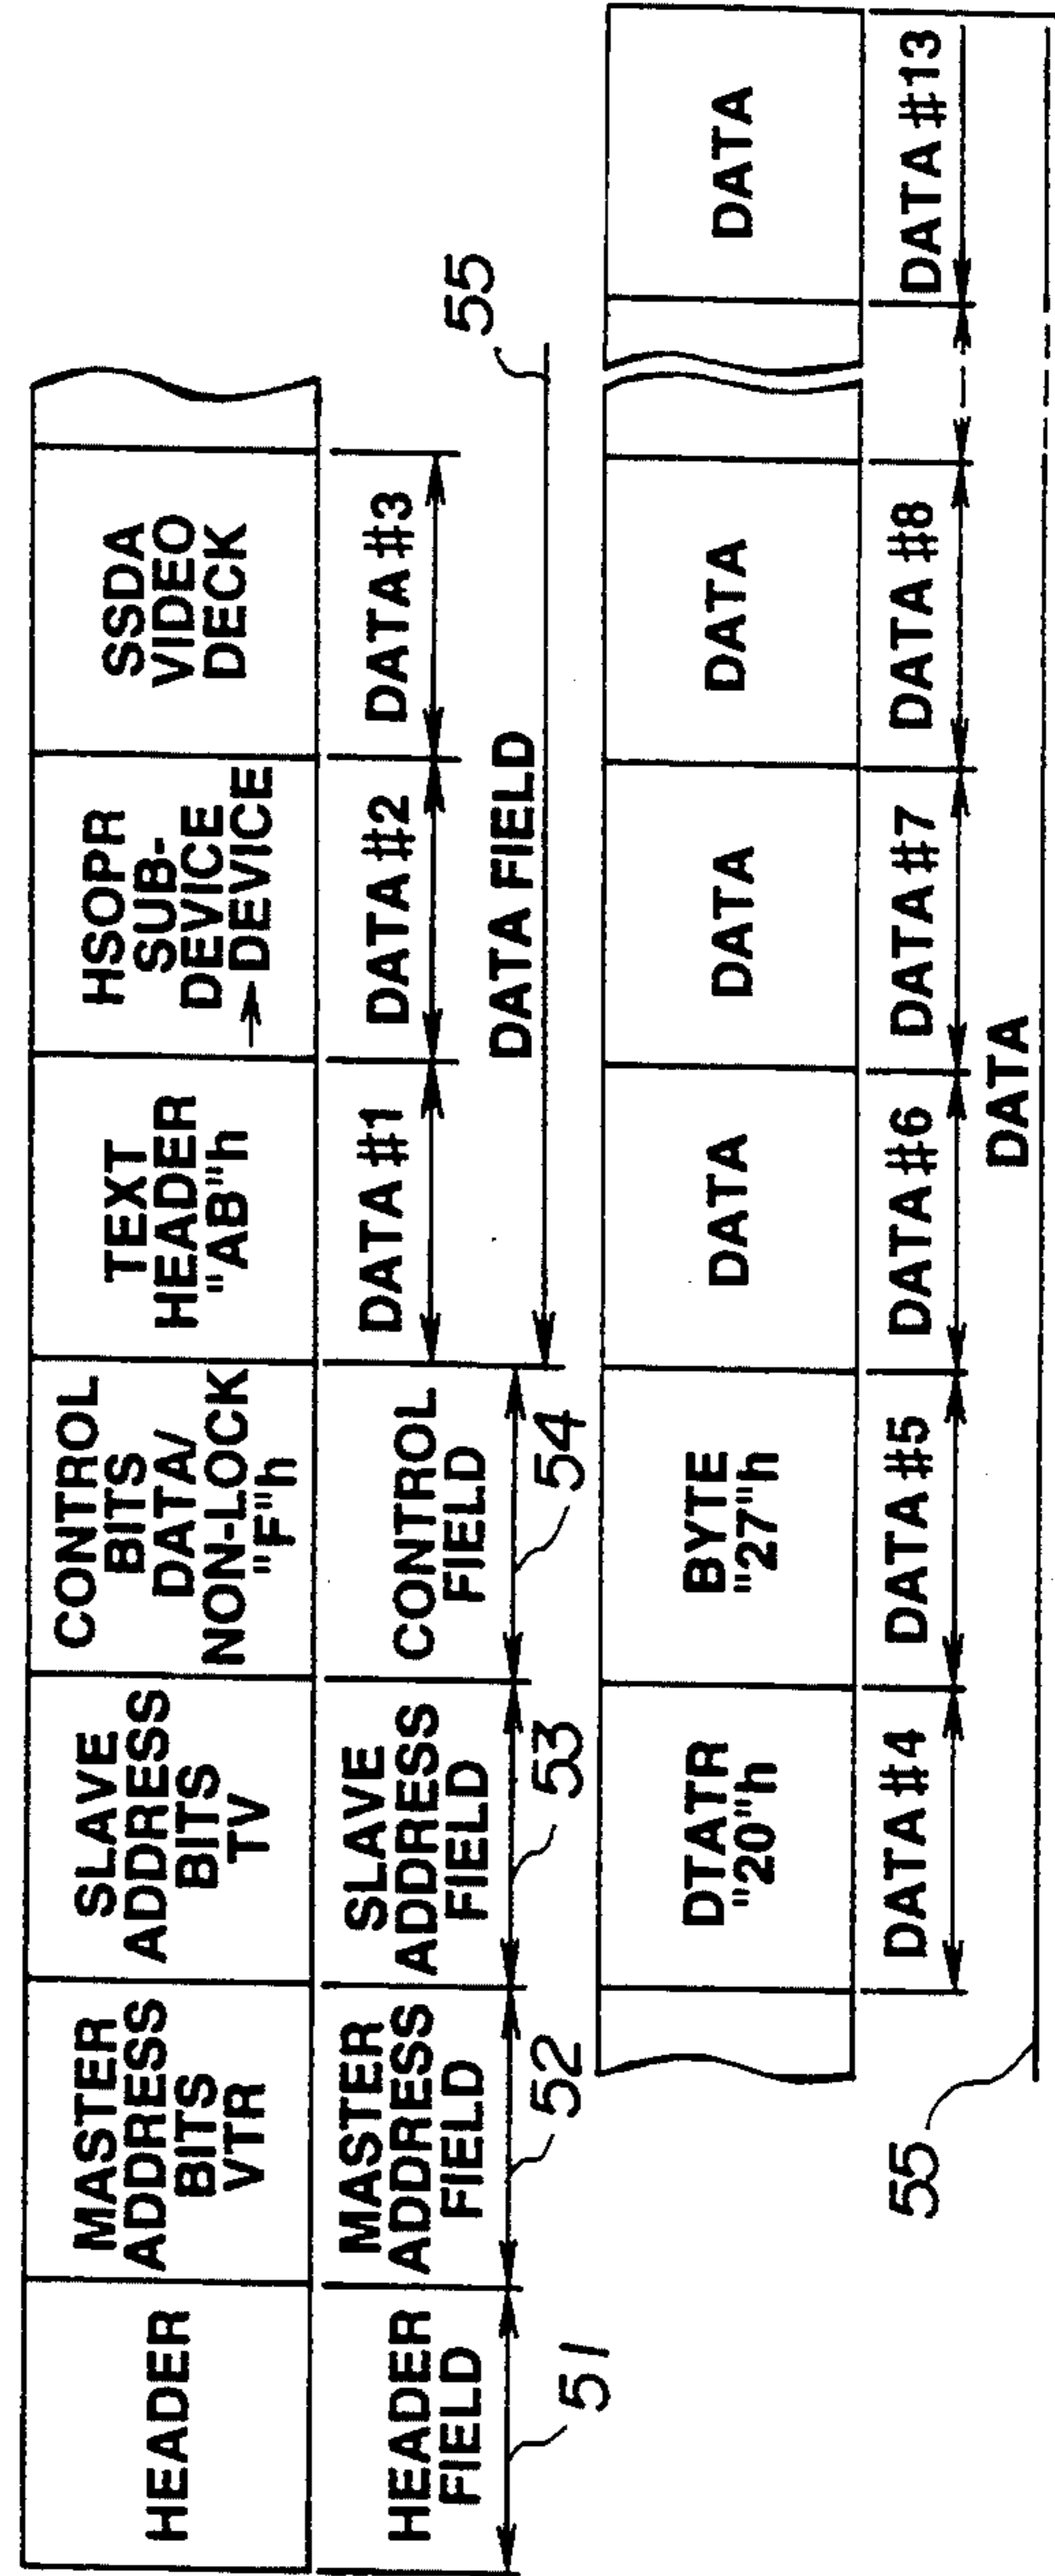 HEADER
MASTER
ADDRESS
BITS
VTR
SLAVE
ADDRESS
BITS
TV
CONTROL
BITS
DATA/
NON-LOCK
"F"h
TEXT
HEADER
"AB"h
HSOPR
SUB-
DEVICE
→DEVICE
SSDA
VIDEO
DECK
HEADER
FIELD
MASTER
ADDRESS
FIELD
SLAVE
ADDRESS
FIELD
CONTROL
FIELD
DATA #1
DATA #2
DATA #3
51
52
53
54
DATA FIELD
55
DTATR
"20"h
BYTE
"27"h
DATA
DATA
DATA
DATA
DATA #4
DATA #5
DATA #6
DATA #7
DATA #8
DATA #13
55
DATA